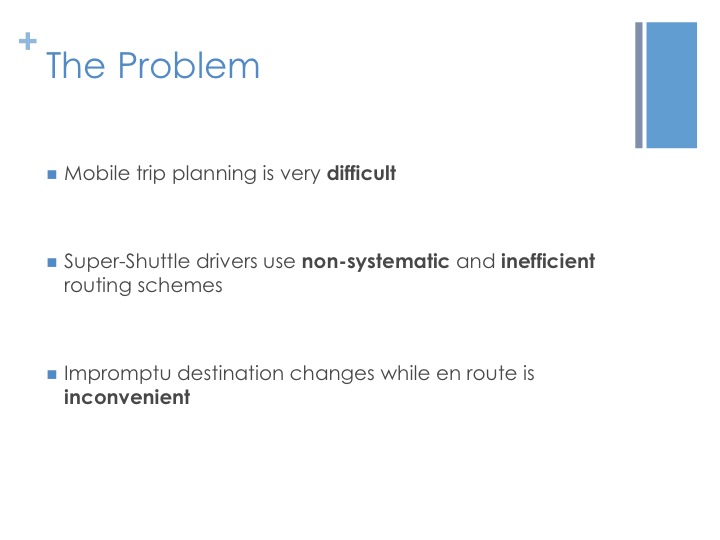 +
The Problem
Mobile trip planning is very difficult
Super-Shuttle drivers use non-systematic and inefficient
routing schemes
Impromptu destination changes while en route is
inconvenient